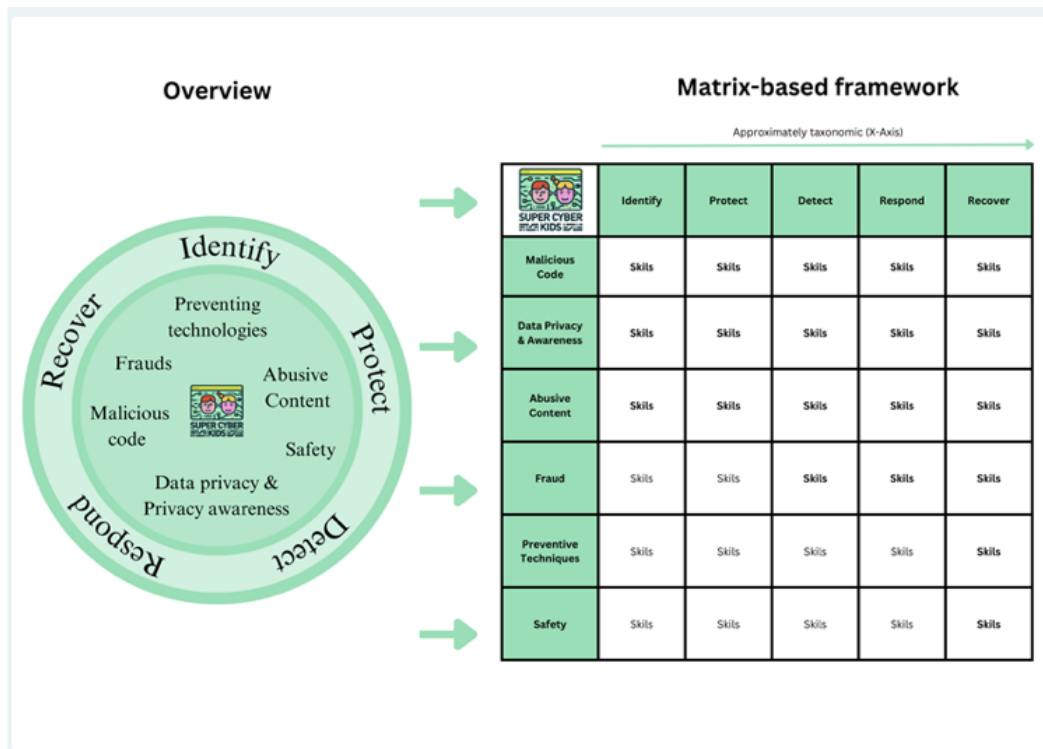 Overview
Identify
Protect
Detect
Respond
Recover
Preventing
technologies
Frauds
Abusive
Content
Malicious
code
SUPER CYBER
KIDS
Safety
Data privacy &
Privacy awareness
Matrix-based framework
Approximately taxonomic (X-Axis)
SUPER CYBER
KIDS
Identify Protect Detect Respond Recover
Malicious
Code
Skils Skils Skils Skils Skils
Data Privacy
& Awareness
Skils Skils Skils Skils Skils
Abusive
Content
Skils Skils Skils Skils Skils
Fraud Skils Skils Skils Skils Skils
Preventive
Techniques
Skils Skils Skils Skils Skils
Safety Skils Skils Skils Skils Skils